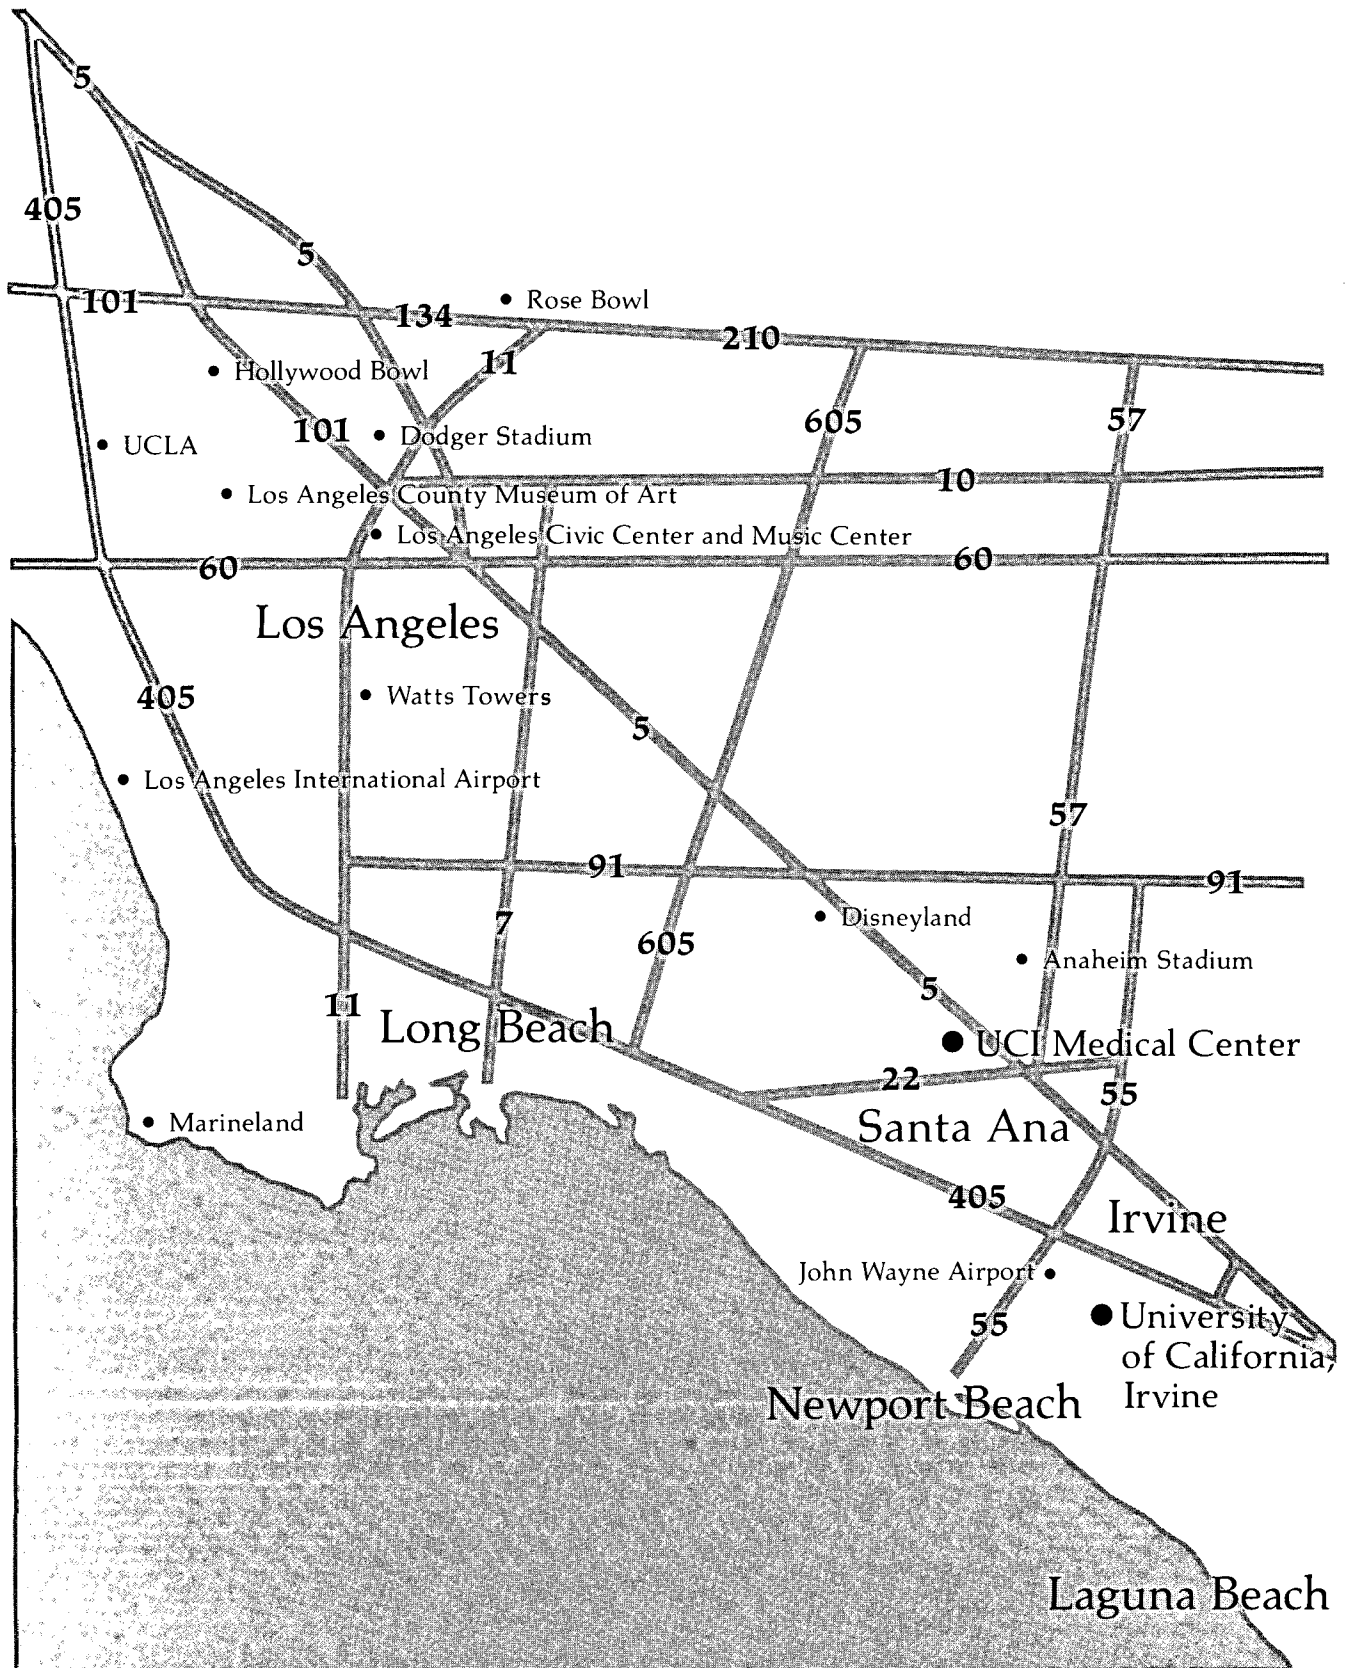 5
405
5
101
134
Rose Bowl
210
11
Hollywood Bowl
605
57
101
Dodger Stadium
UCLA
10
Los Angeles County Museum of Art
Los Angeles Civic Center and Music Center
60
60
Los Angeles
405
Watts Towers
5
Los Angeles International Airport
57
91
91
7
Disneyland
605
Anaheim Stadium
5
11
Long Beach
UCI Medical Center
22
55
Marineland
Santa Ana
405
Irvine
John Wayne Airport
55
University
of California,
Irvine
Newport Beach
Laguna Beach